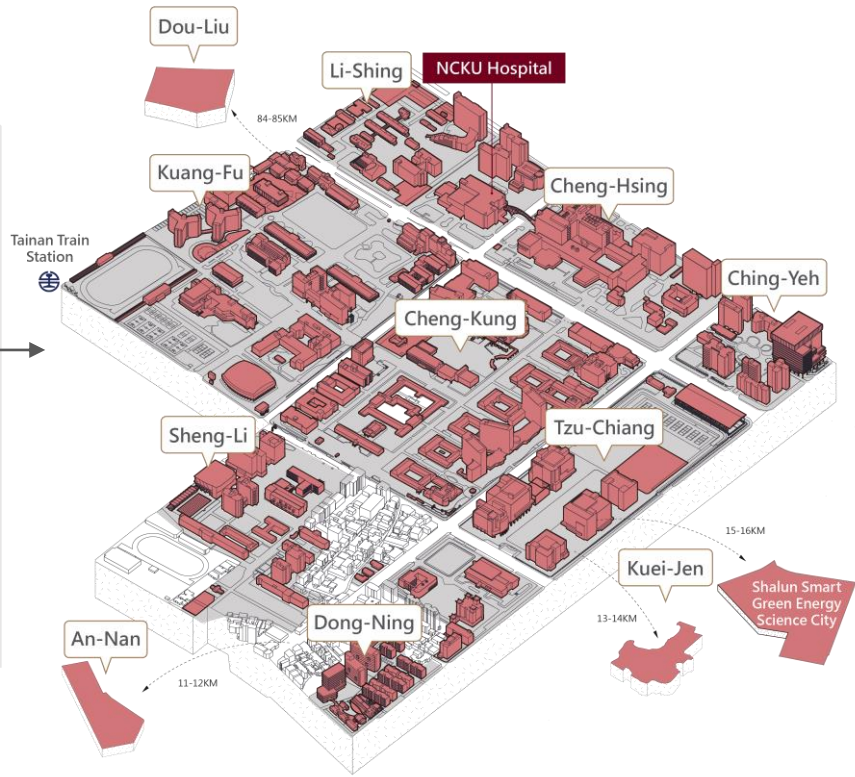 Dou-Liu
Li-Shing
NCKU Hospital
84-85KM
Kuang-Fu
Cheng-Hsing
Tainan Train
Station
Ching-Yeh
Cheng-Kung
Sheng-Li
Tzu-Chiang
15-16KM
Kuei-Jen
Shalun Smart
Green Energy
Science City
13-14KM
Dong-Ning
An-Nan
11-12KM